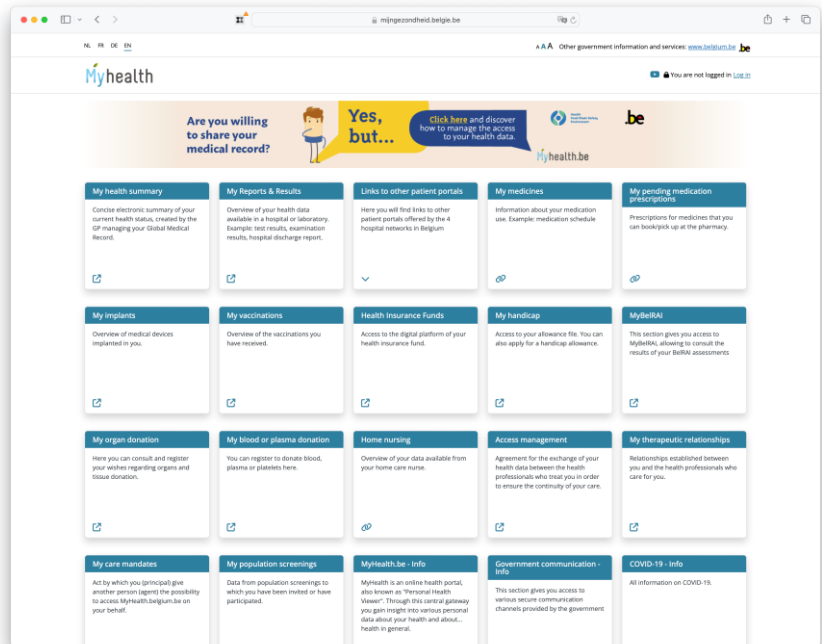 mijngezondheid.belgie.be
NL FR DE EN
A A A Other government information and services: www.belgium.be .be
Myhealth
You are not logged in Log in
Are you willing
to share your
medical record?
Yes,
but...
Click here and discover
how to manage the access
to your health data.
.be
Myhealth.be
My health summary
Concise electronic summary of your
current health status, created by the
GP managing your Global Medical
Record.
My Reports & Results
Overview of your health data
available in a hospital or laboratory.
Example: test results, examination
results, hospital discharge report.
Links to other patient portals
Here you will find links to other
patient portals offered by the 4
hospital networks in Belgium
My medicines
Information about your medication
use. Example: medication schedule
My pending medication
prescriptions
Prescriptions for medicines that you
can book/pick up at the pharmacy.
My implants
Overview of medical devices
implanted in you.
My vaccinations
Overview of the vaccinations you
have received.
Health Insurance Funds
Access to the digital platform of your
health insurance fund.
My handicap
Access to your allowance file. You can
also apply for a handicap allowance.
MyBelRAI
This section gives you access to
MyBelRAI, allowing to consult the
results of your BelRAI assessments
My organ donation
Here you can consult and register
your wishes regarding organs and
tissue donation.
My blood or plasma donation
You can register to donate blood,
plasma or platelets here.
Home nursing
Overview of your data available from
your home care nurse.
Access management
Agreement for the exchange of your
health data between the health
professionals who treat you in order
to ensure the continuity of your care.
My therapeutic relationships
Relationships established between
you and the health professionals who
care for you.
My care mandates
Act by which you (principal) give
another person (agent) the possibility
to access MyHealth.belgium.be on
your behalf.
My population screenings
Data from population screenings to
which you have been invited or have
participated.
MyHealth.be - Info
MyHealth is an online health portal,
also known as "Personal Health
Viewer". Through this central gateway
you gain insight into various personal
data about your health and about...
health in general.
Government communication -
Info
This section gives you access to
various secure communication
channels provided by the government
COVID-19 - Info
All information on COVID-19.